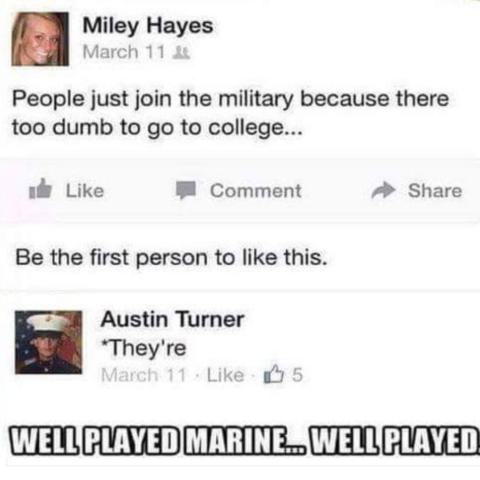 Miley Hayes
March 11
People just join the military because there
too dumb to go to college...
Like Comment Share
Be the first person to like this.
Austin Turner
*They're
March 11 · Like · 5
WELL PLAYED MARINE... WELL PLAYED